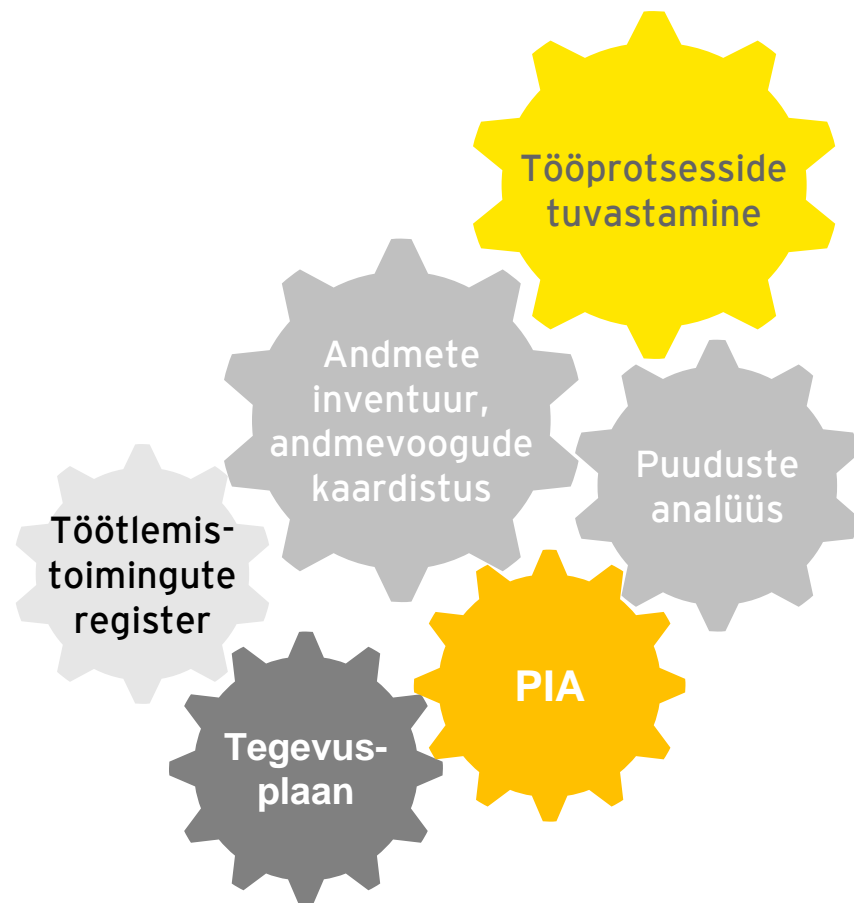 Tööprotsesside
tuvastamine
Andmete
inventuur,
andmevoogude
kaardistus
Puuduste
analüüs
Töötlemis-
toimingute
register
PIA
Tegevus-
plaan